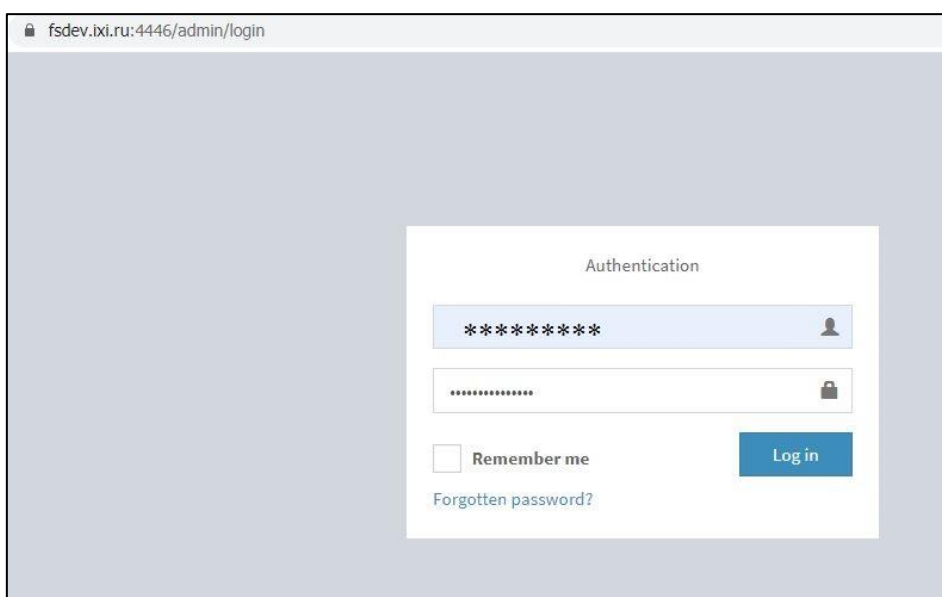 fsdev.ixi.ru:4446/admin/login
Authentication
*********
•••••••••••••••
Remember me
Log in
Forgotten password?